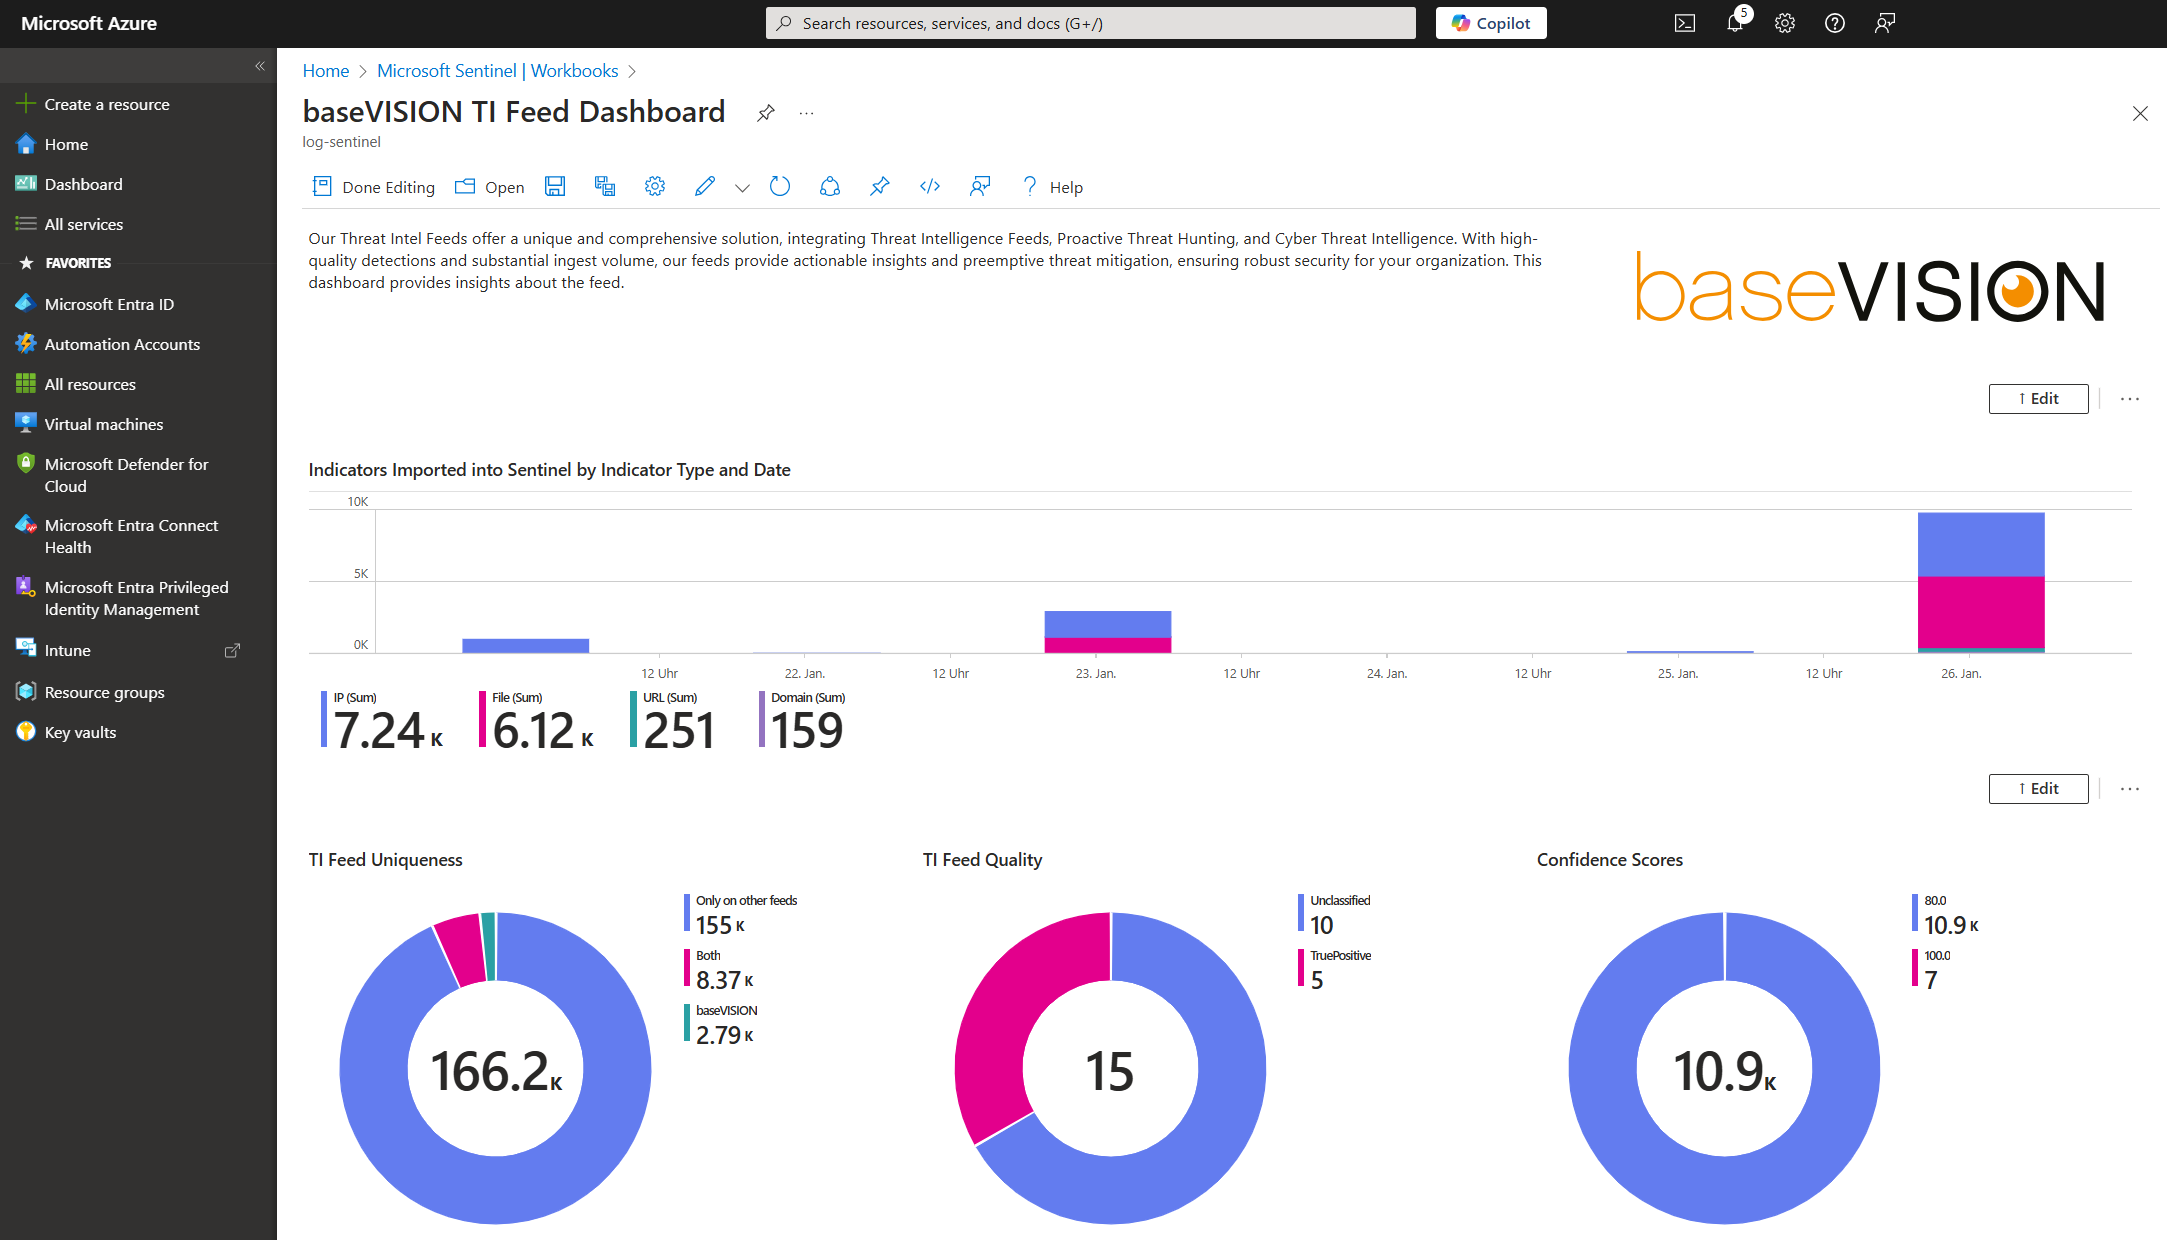 Microsoft Azure
Search resources, services, and docs (G+/)
Copilot
5
«
Create a resource
Home
Dashboard
All services
FAVORITES
Microsoft Entra ID
Automation Accounts
All resources
Virtual machines
Microsoft Defender for
Cloud
Microsoft Entra Connect
Health
Microsoft Entra Privileged
Identity Management
Intune
Resource groups
Key vaults
Home > Microsoft Sentinel | Workbooks >
baseVISION TI Feed Dashboard ...
log-sentinel
Done Editing Open Help
Our Threat Intel Feeds offer a unique and comprehensive solution, integrating Threat Intelligence Feeds, Proactive Threat Hunting, and Cyber Threat Intelligence. With high-
quality detections and substantial ingest volume, our feeds provide actionable insights and preemptive threat mitigation, ensuring robust security for your organization. This
dashboard provides insights about the feed.
baseVISION
↑ Edit ...
Indicators Imported into Sentinel by Indicator Type and Date
10K
5K
0K
12 Uhr 22. Jan. 12 Uhr 23. Jan. 12 Uhr 24. Jan. 12 Uhr 25. Jan. 12 Uhr 26. Jan.
IP (Sum) File (Sum) URL (Sum) Domain (Sum)
7.24 K 6.12 K 251 159
↑ Edit ...
TI Feed Uniqueness
Only on other feeds
155 K
Both
8.37 K
baseVISION
2.79 K
166.2K
TI Feed Quality
Unclassified
10
TruePositive
5
15
Confidence Scores
80.0
10.9 K
100.0
7
10.9K